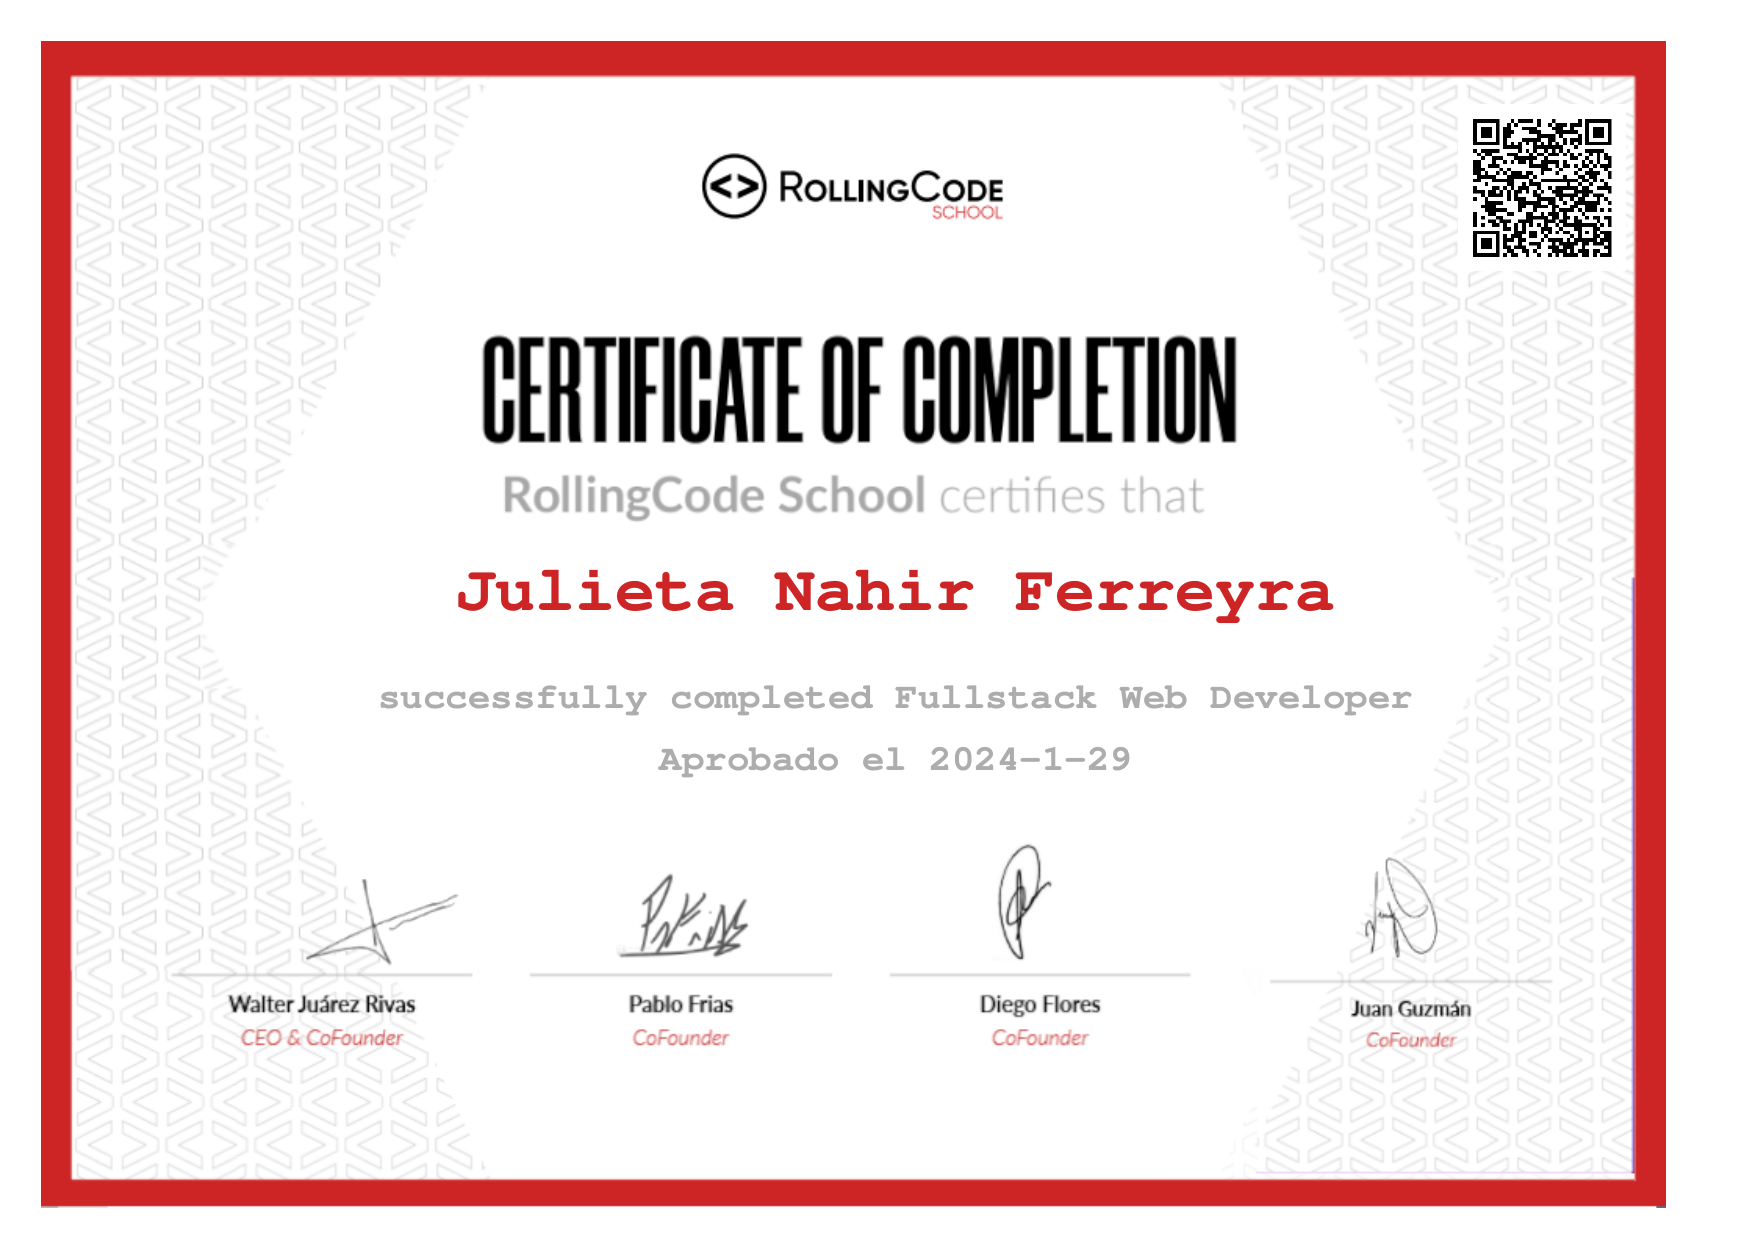 <> ROLLINGCODE
SCHOOL
CERTIFICATE OF COMPLETION
RollingCode School certifies that
Julieta Nahir Ferreyra
successfully completed Fullstack Web Developer
Aprobado el 2024-1-29
Walter Juárez Rivas
CEO & CoFounder
Pablo Frias
CoFounder
Diego Flores
CoFounder
Juan Guzmán
CoFounder